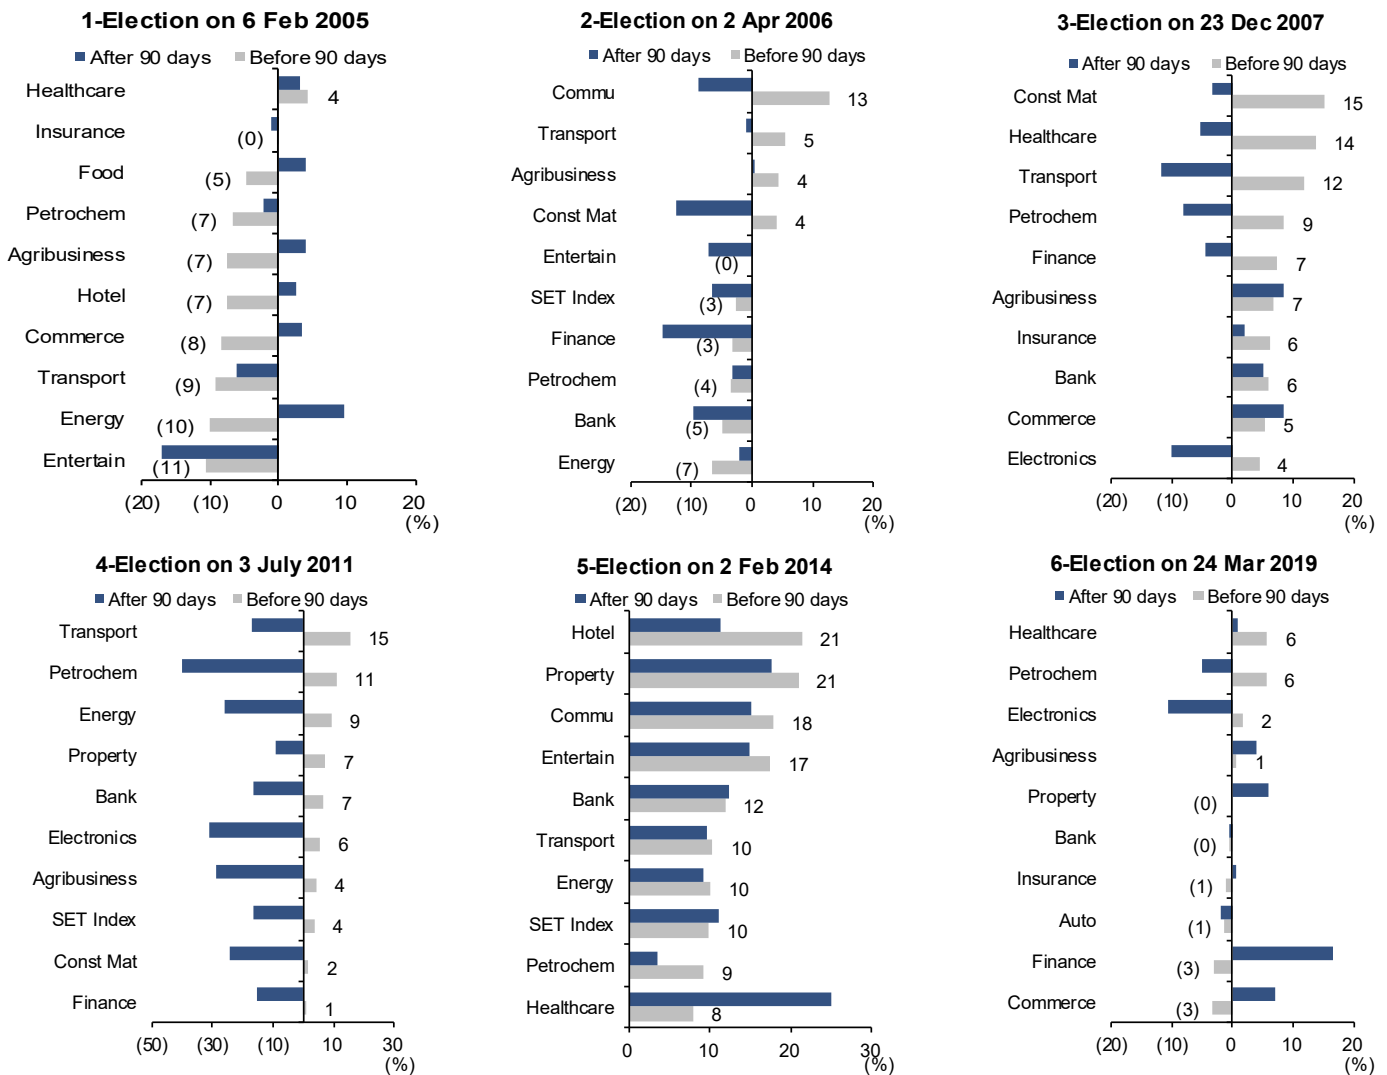 1-Election on 6 Feb 2005
After 90 days Before 90 days
Healthcare 4
Insurance (0)
Food (5)
Petrochem (7)
Agribusiness (7)
Hotel (7)
Commerce (8)
Transport (9)
Energy (10)
Entertain (11)
(20) (10) 0 10 20
(%)
2-Election on 2 Apr 2006
After 90 days Before 90 days
Commu 13
Transport 5
Agribusiness 4
Const Mat 4
Entertain (0)
SET Index (3)
Finance (3)
Petrochem (4)
Bank (5)
Energy (7)
(20) (10) 0 10 20
(%)
3-Election on 23 Dec 2007
After 90 days Before 90 days
Const Mat 15
Healthcare 14
Transport 12
Petrochem 9
Finance 7
Agribusiness 7
Insurance 6
Bank 6
Commerce 5
Electronics 4
(20) (10) 0 10 20
(%)
4-Election on 3 July 2011
After 90 days Before 90 days
Transport 15
Petrochem 11
Energy 9
Property 7
Bank 7
Electronics 6
Agribusiness 4
SET Index 4
Const Mat 2
Finance 1
(50) (30) (10) 10 30
(%)
5-Election on 2 Feb 2014
After 90 days Before 90 days
Hotel 21
Property 21
Commu 18
Entertain 17
Bank 12
Transport 10
Energy 10
SET Index 10
Petrochem 9
Healthcare 8
0 10 20 30
(%)
6-Election on 24 Mar 2019
After 90 days Before 90 days
Healthcare 6
Petrochem 6
Electronics 2
Agribusiness 1
Property (0)
Bank (0)
Insurance (1)
Auto (1)
Finance (3)
Commerce (3)
(20) (10) 0 10 20
(%)